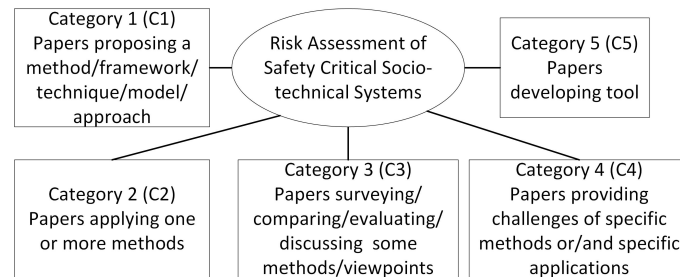 Category 1 (C1)
Papers proposing a
method/framework/
technique/model/
approach
Risk Assessment of
Safety Critical Socio-
technical Systems
Category 5 (C5)
Papers
developing tool
Category 2 (C2)
Papers applying one
or more methods
Category 3 (C3)
Papers surveying/
comparing/evaluating/
discussing some
methods/viewpoints
Category 4 (C4)
Papers providing
challenges of specific
methods or/and specific
applications